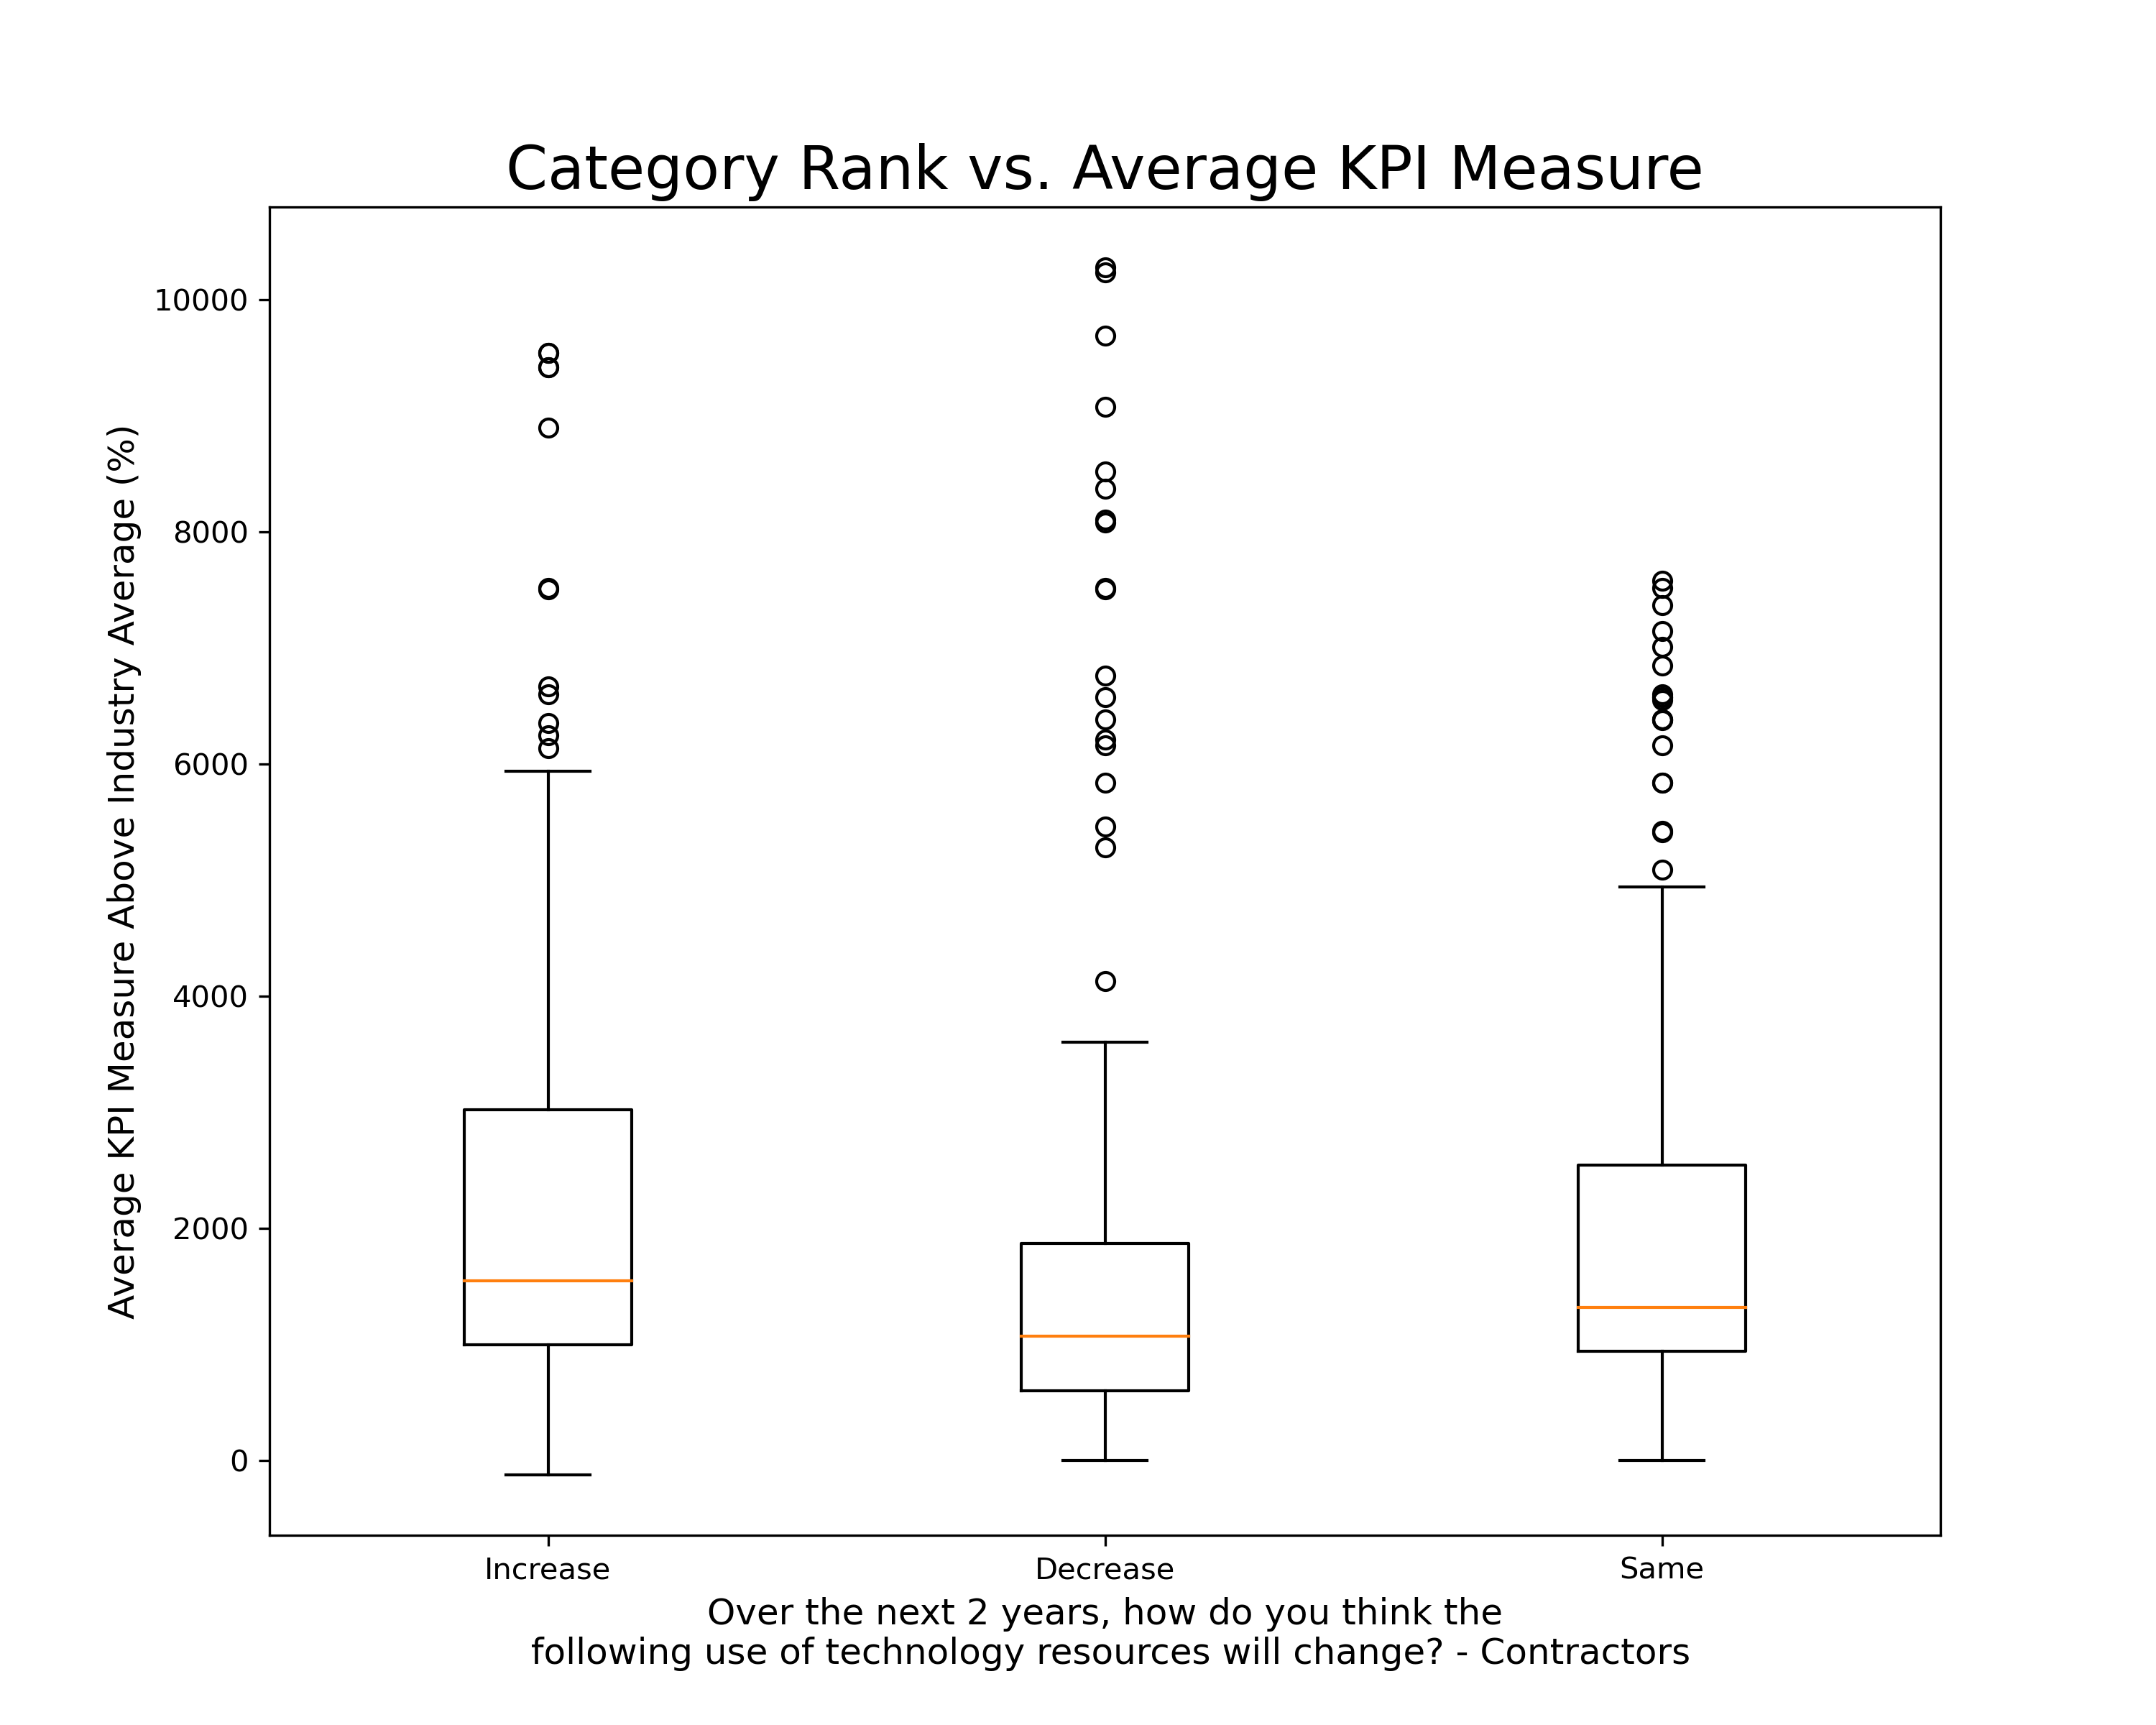 Category Rank vs. Average KPI Measure
Average KPI Measure Above Industry Average (%)
10000
8000
6000
4000
2000
0
Increase
Decrease
Same
Over the next 2 years, how do you think the
following use of technology resources will change? - Contractors